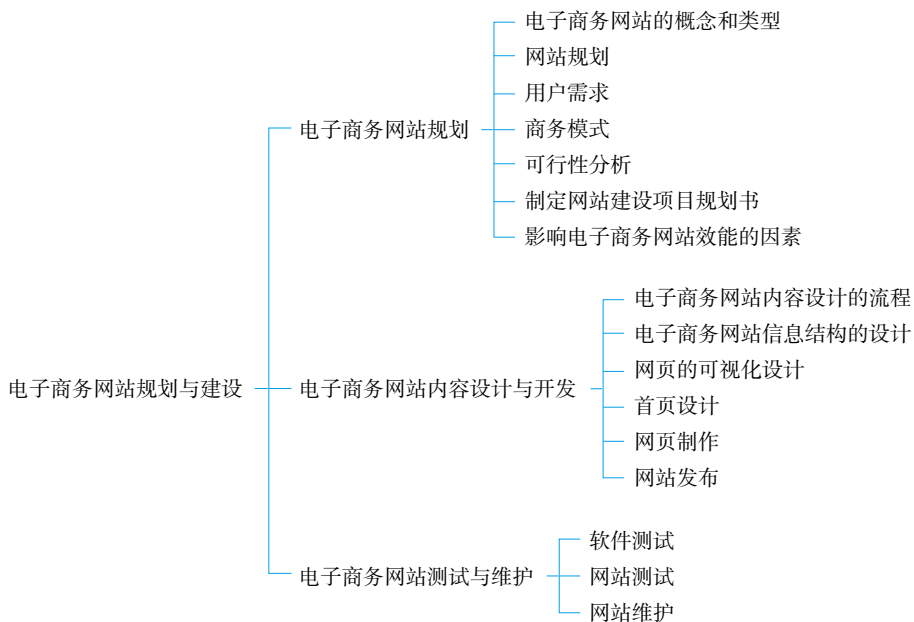 电子商务网站规划与建设
电子商务网站规划
电子商务网站的概念和类型
网站规划
用户需求
商务模式
可行性分析
制定网站建设项目规划书
影响电子商务网站效能的因素
电子商务网站内容设计与开发
电子商务网站内容设计的流程
电子商务网站信息结构的设计
网页的可视化设计
首页设计
网页制作
网站发布
电子商务网站测试与维护
软件测试
网站测试
网站维护